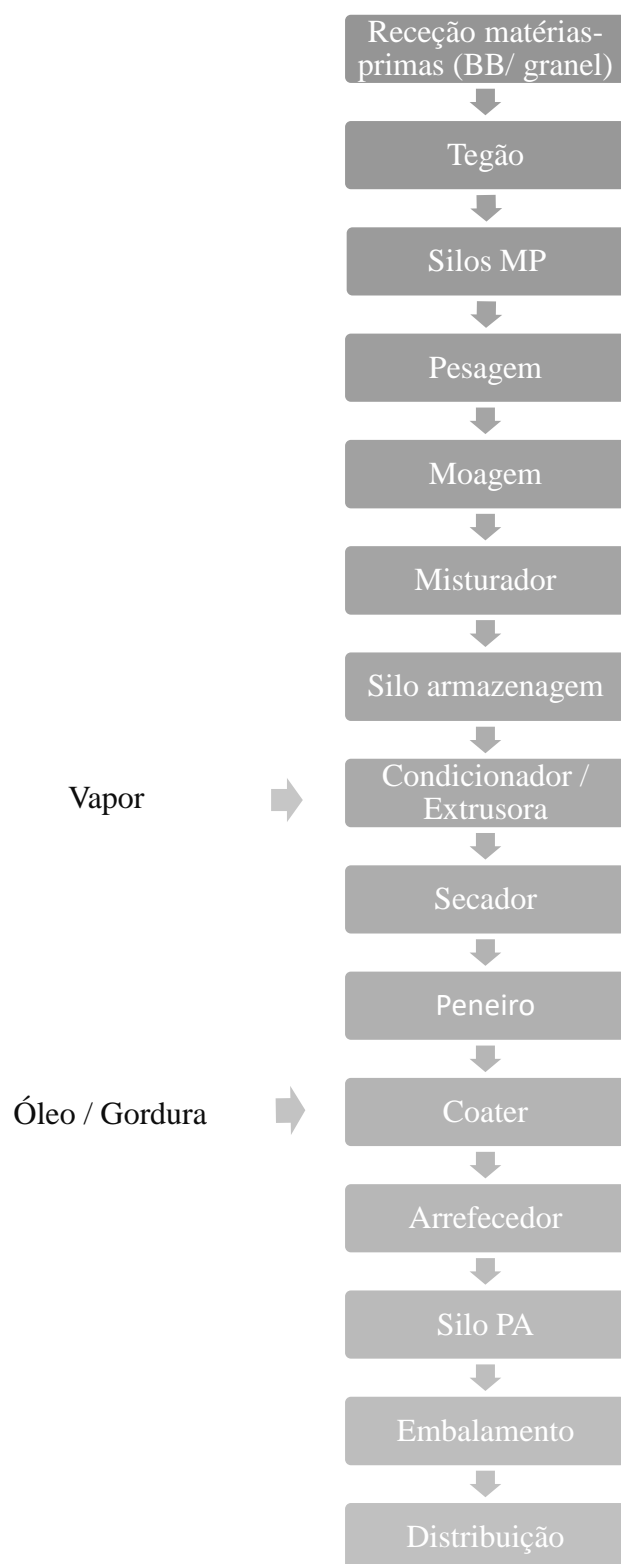 Receção matérias-
primas (BB/ granel)
Tegão
Silos MP
Pesagem
Moagem
Misturador
Silo armazenagem
Vapor
Condicionador /
Extrusora
Secador
Peneiro
Óleo / Gordura
Coater
Arrefecedor
Silo PA
Embalamento
Distribuição